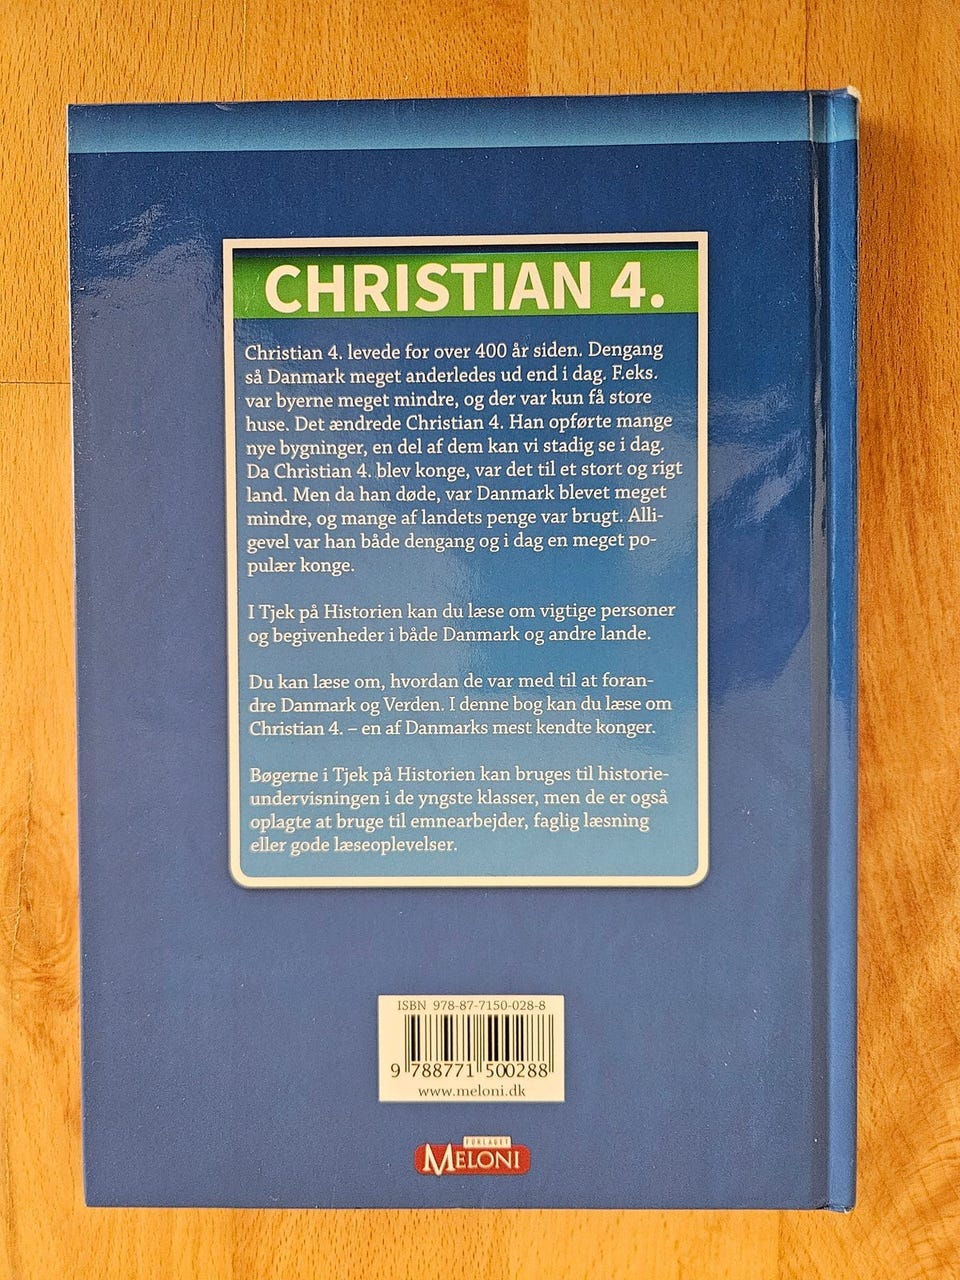 CHRISTIAN 4.
Christian 4. levede for over 400 år siden. Dengang
så Danmark meget anderledes ud end i dag. F.eks.
var byerne meget mindre, og der var kun få store
huse. Det ændrede Christian 4. Han opførte mange
nye bygninger, en del af dem kan vi stadig se i dag.
Da Christian 4. blev konge, var det til et stort og rigt
land. Men da han døde, var Danmark blevet meget
mindre, og mange af landets penge var brugt. Alli-
gevel var han både dengang og i dag en meget po-
pulær konge.
I Tjek på Historien kan du læse om vigtige personer
og begivenheder i både Danmark og andre lande.
Du kan læse om, hvordan de var med til at foran-
dre Danmark og Verden. I denne bog kan du læse om
Christian 4. – en af Danmarks mest kendte konger.
Bøgerne i Tjek på Historien kan bruges til historie-
undervisningen i de yngste klasser, men de er også
oplagte at bruge til emnearbejder, faglig læsning
eller gode læseoplevelser.
ISBN 978-87-7150-028-8
9 788771 500288
www.meloni.dk
FORLAGET
MELONI